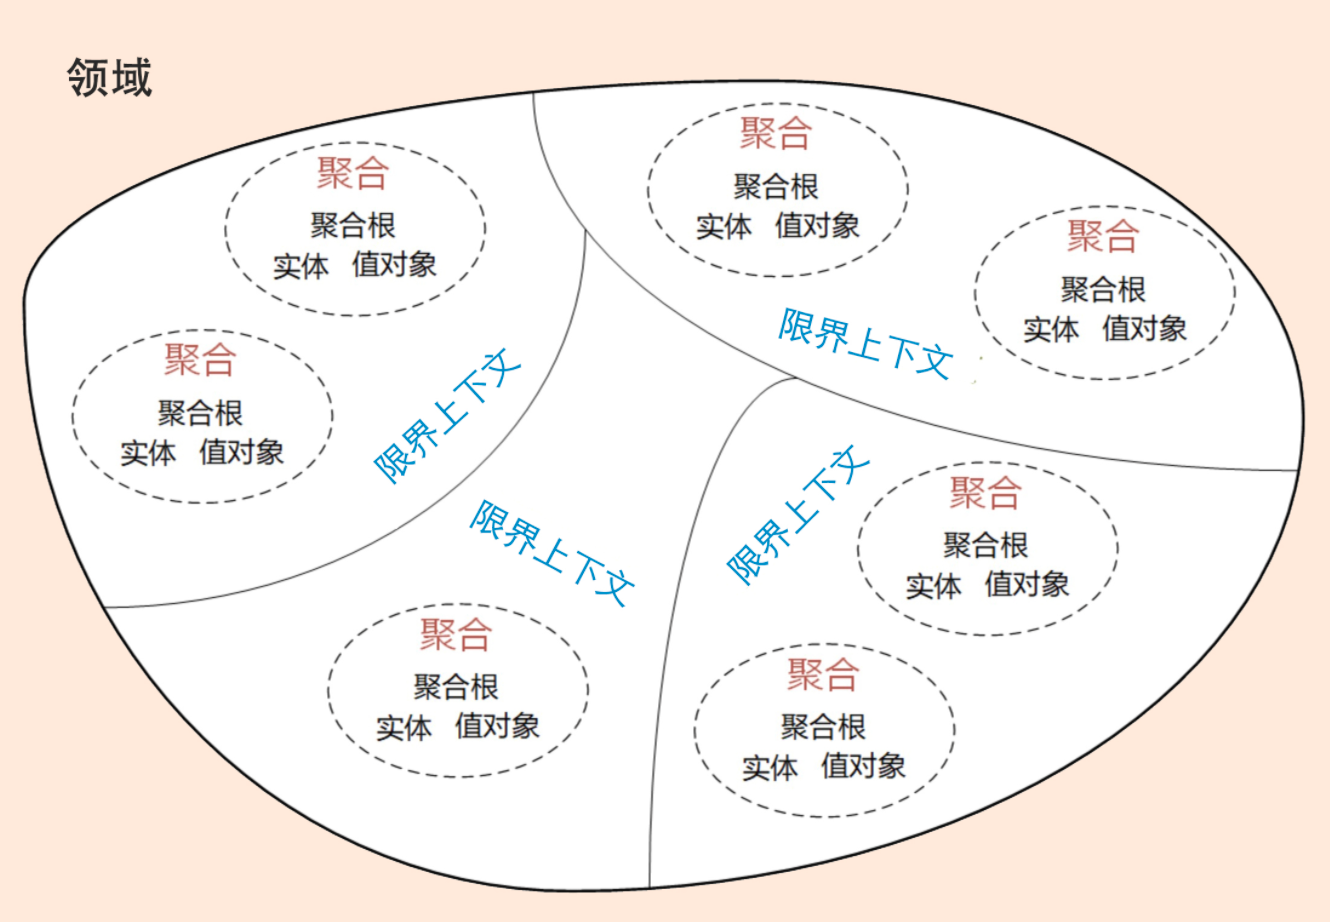 领域
聚合
聚合根
实体 值对象
聚合
聚合根
实体 值对象
限界上下文
聚合
聚合根
实体 值对象
聚合
聚合根
实体 值对象
限界上下文
限界上下文
聚合
聚合根
实体 值对象
限界上下文
聚合
聚合根
实体 值对象
聚合
聚合根
实体 值对象